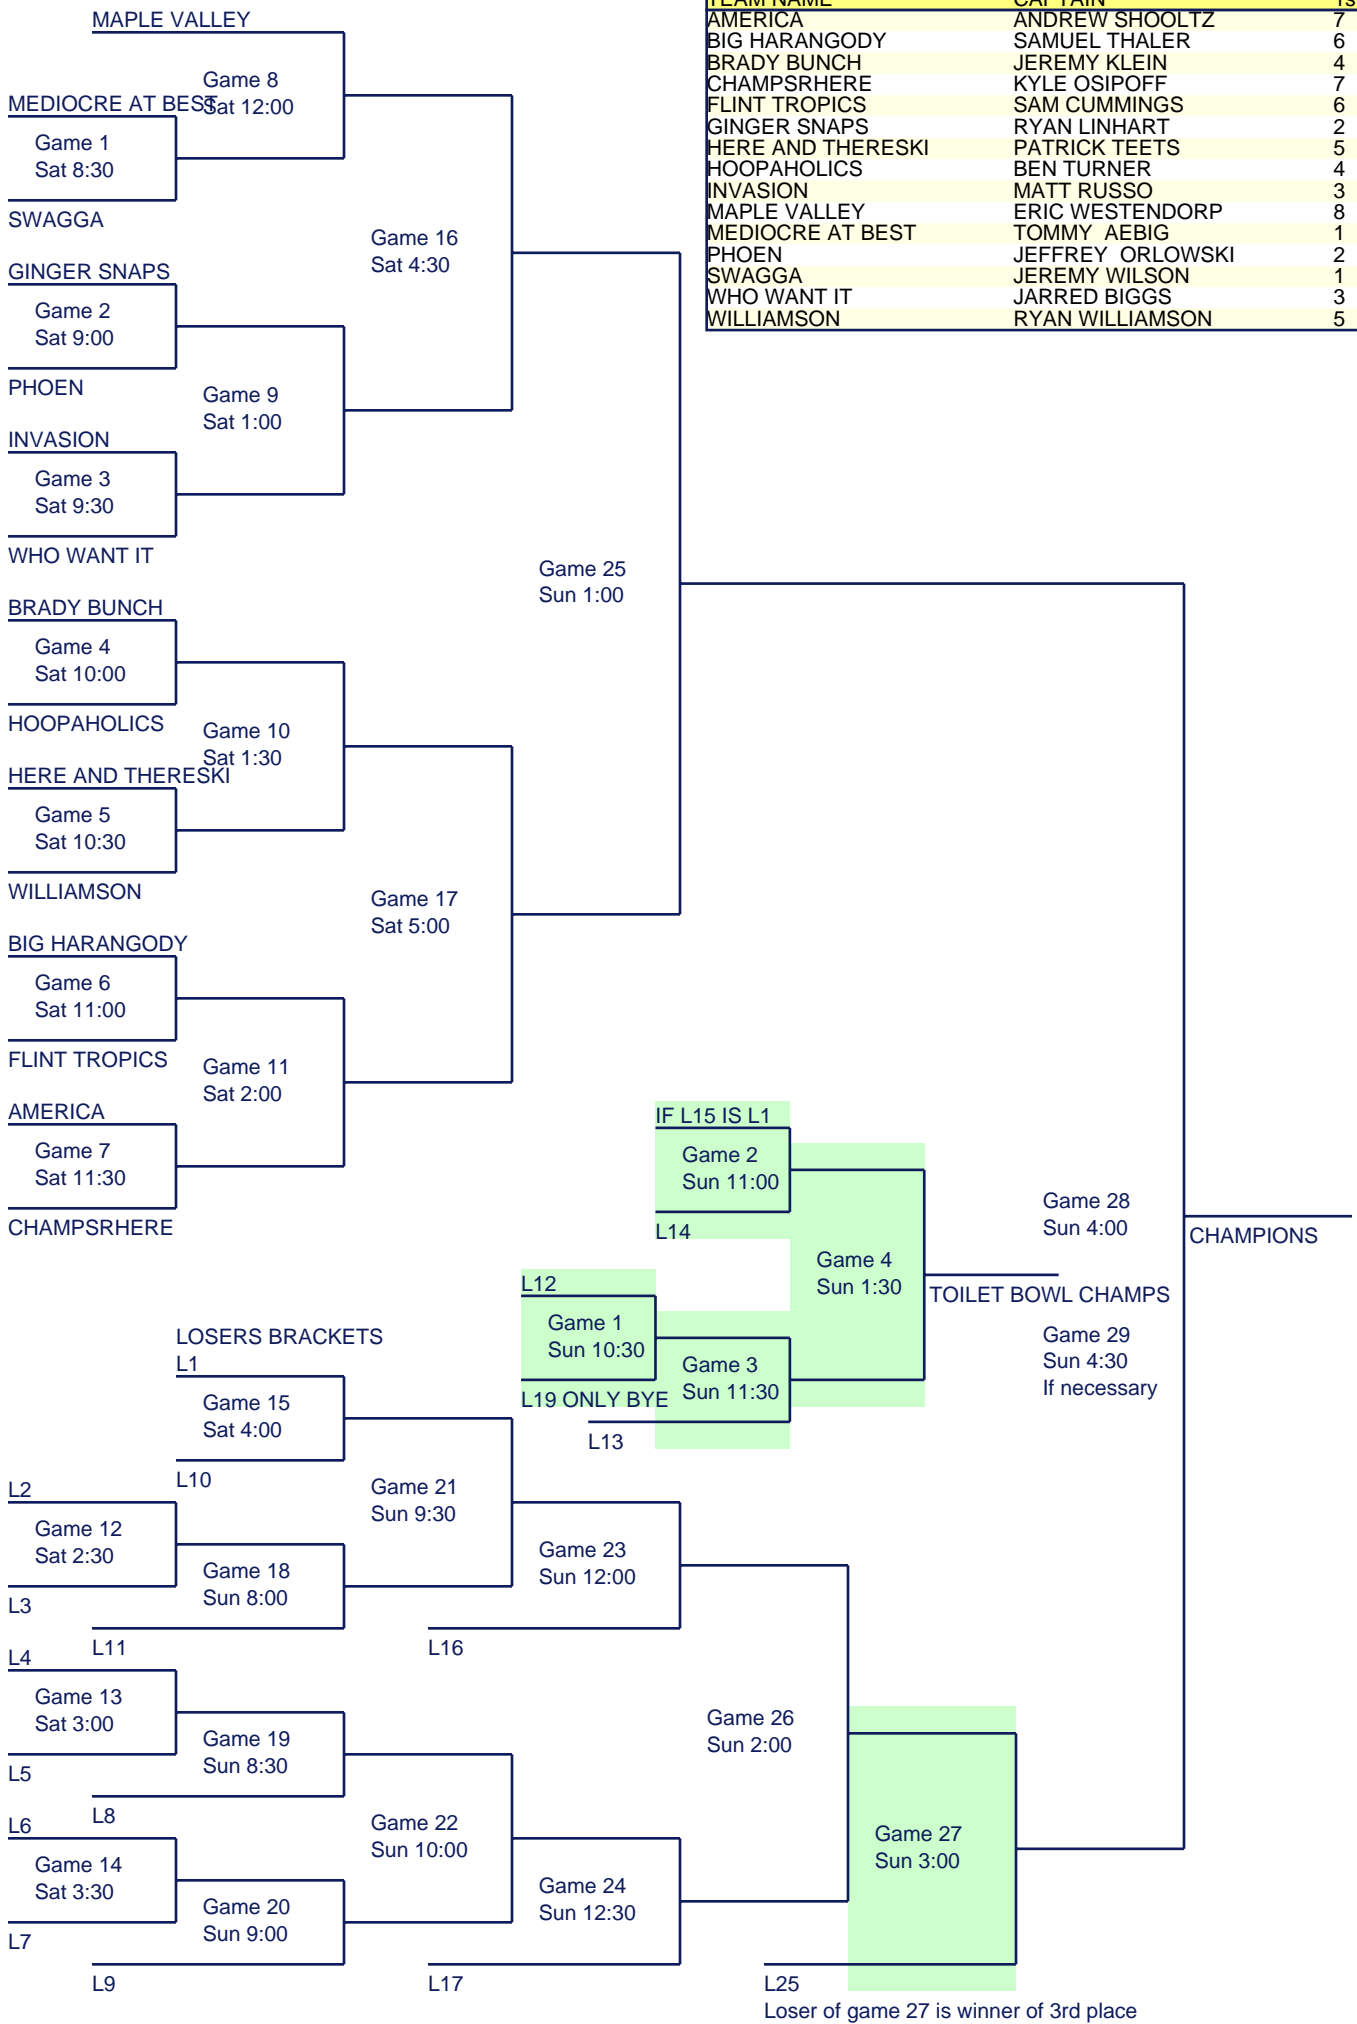 TEAM NAME CAPTAIN
AMERICA ANDREW SHOOLTZ 7
BIG HARANGODY SAMUEL THALER 6
BRADY BUNCH JEREMY KLEIN 4
CHAMPSRHERE KYLE OSIPOFF 7
FLINT TROPICS SAM CUMMINGS 6
GINGER SNAPS RYAN LINHART 2
HERE AND THERESKI PATRICK TEETS 5
HOOPAHOLICS BEN TURNER 4
INVASION MATT RUSSO 3
MAPLE VALLEY ERIC WESTENDORP 8
MEDIOCRE AT BEST TOMMY AEBIG 1
PHOEN JEFFREY ORLOWSKI 2
SWAGGA JEREMY WILSON 1
WHO WANT IT JARRED BIGGS 3
WILLIAMSON RYAN WILLIAMSON 5
MAPLE VALLEY
Game 8
Sat 12:00
MEDIOCRE AT BEST
Game 1
Sat 8:30
SWAGGA
Game 16
Sat 4:30
GINGER SNAPS
Game 2
Sat 9:00
PHOEN
Game 9
Sat 1:00
INVASION
Game 3
Sat 9:30
WHO WANT IT
Game 25
Sun 1:00
BRADY BUNCH
Game 4
Sat 10:00
HOOPAHOLICS
Game 10
Sat 1:30
HERE AND THERESKI
Game 5
Sat 10:30
WILLIAMSON
Game 17
Sat 5:00
BIG HARANGODY
Game 6
Sat 11:00
FLINT TROPICS
Game 11
Sat 2:00
AMERICA
Game 7
Sat 11:30
CHAMPSRHERE
IF L15 IS L1
Game 2
Sun 11:00
L14
Game 28
Sun 4:00
CHAMPIONS
Game 4
Sun 1:30
TOILET BOWL CHAMPS
L12
Game 1
Sun 10:30
L19 ONLY BYE
Game 3
Sun 11:30
L13
Game 29
Sun 4:30
If necessary
LOSERS BRACKETS
L1
Game 15
Sat 4:00
L10
L2
Game 12
Sat 2:30
L3
Game 21
Sun 9:30
Game 18
Sun 8:00
L11
Game 23
Sun 12:00
L16
L4
Game 13
Sat 3:00
L5
Game 19
Sun 8:30
L8
Game 26
Sun 2:00
L6
Game 14
Sat 3:30
L7
Game 22
Sun 10:00
Game 20
Sun 9:00
L9
Game 24
Sun 12:30
L17
Game 27
Sun 3:00
L25
Loser of game 27 is winner of 3rd place